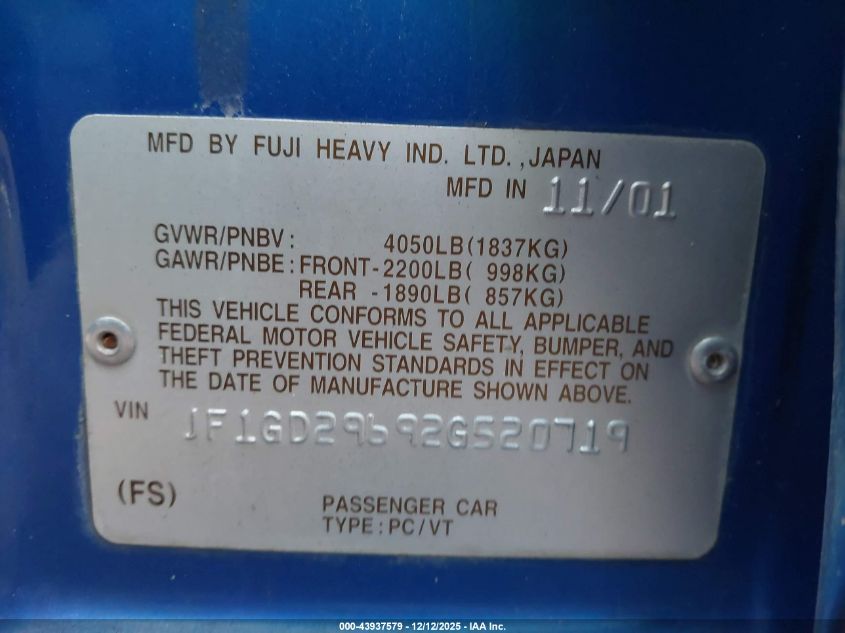 MFD BY FUJI HEAVY IND. LTD. ,JAPAN
MFD IN 11/01
GVWR/PNBV: 4050LB(1837KG)
GAWR/PNBE: FRONT-2200LB( 998KG)
REAR -1890LB( 857KG)
THIS VEHICLE CONFORMS TO ALL APPLICABLE
FEDERAL MOTOR VEHICLE SAFETY, BUMPER, AND
THEFT PREVENTION STANDARDS IN EFFECT ON
THE DATE OF MANUFACTURE SHOWN ABOVE.
VIN JF1GD29692G520719
(FS) PASSENGER CAR
TYPE:PC/VT
000-43937579 - 12/12/2025 - IAA Inc.